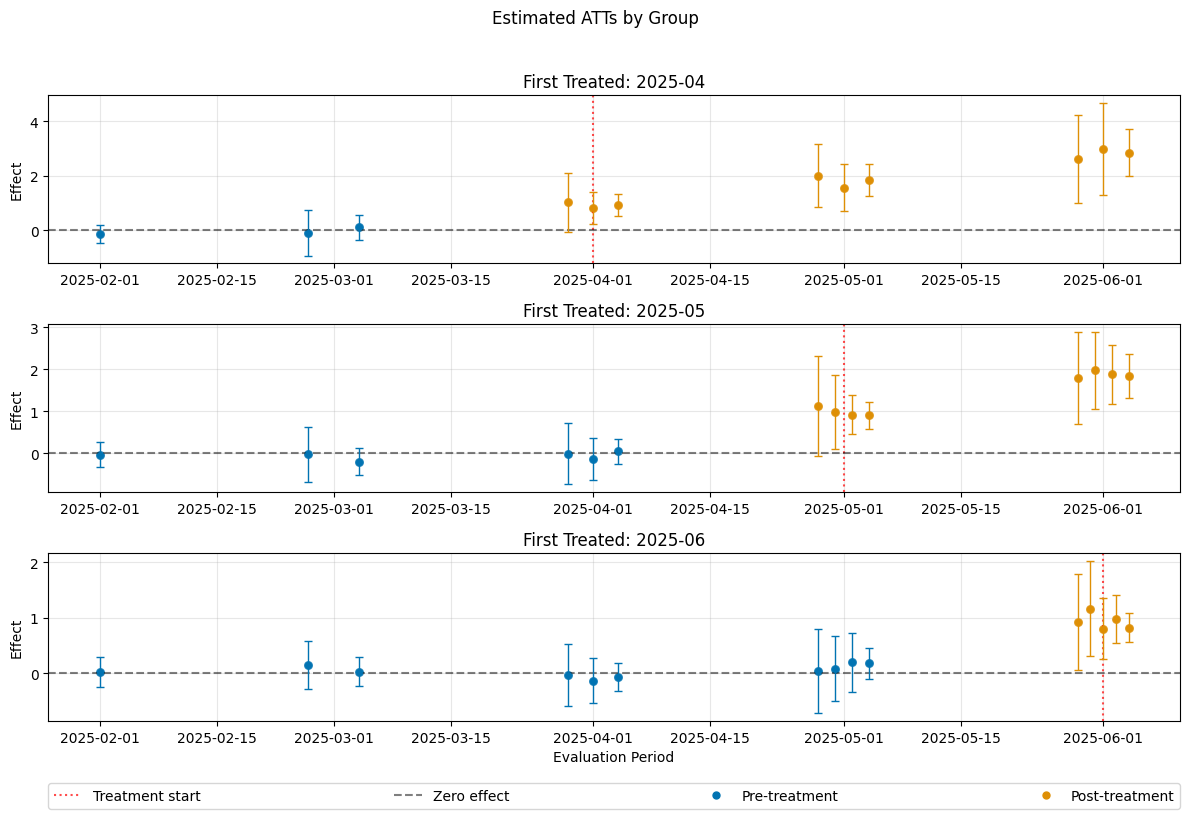 Estimated ATTs by Group
First Treated: 2025-04
Effect
4
2
0
2025-02-01 2025-02-15 2025-03-01 2025-03-15 2025-04-01 2025-04-15 2025-05-01 2025-05-15 2025-06-01
First Treated: 2025-05
Effect
3
2
1
0
2025-02-01 2025-02-15 2025-03-01 2025-03-15 2025-04-01 2025-04-15 2025-05-01 2025-05-15 2025-06-01
First Treated: 2025-06
Effect
2
1
0
2025-02-01 2025-02-15 2025-03-01 2025-03-15 2025-04-01 2025-04-15 2025-05-01 2025-05-15 2025-06-01
Evaluation Period
Treatment start Zero effect Pre-treatment Post-treatment